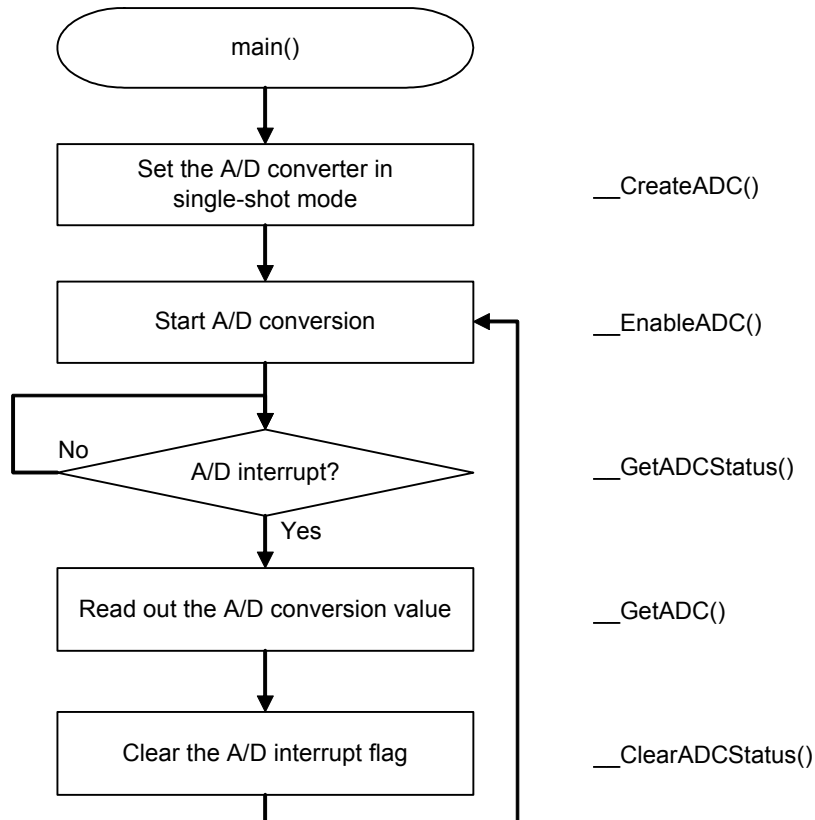 main()
Set the A/D converter in
single-shot mode
__CreateADC()
Start A/D conversion
__EnableADC()
No
A/D interrupt?
__GetADCStatus()
Yes
Read out the A/D conversion value
__GetADC()
Clear the A/D interrupt flag
__ClearADCStatus()